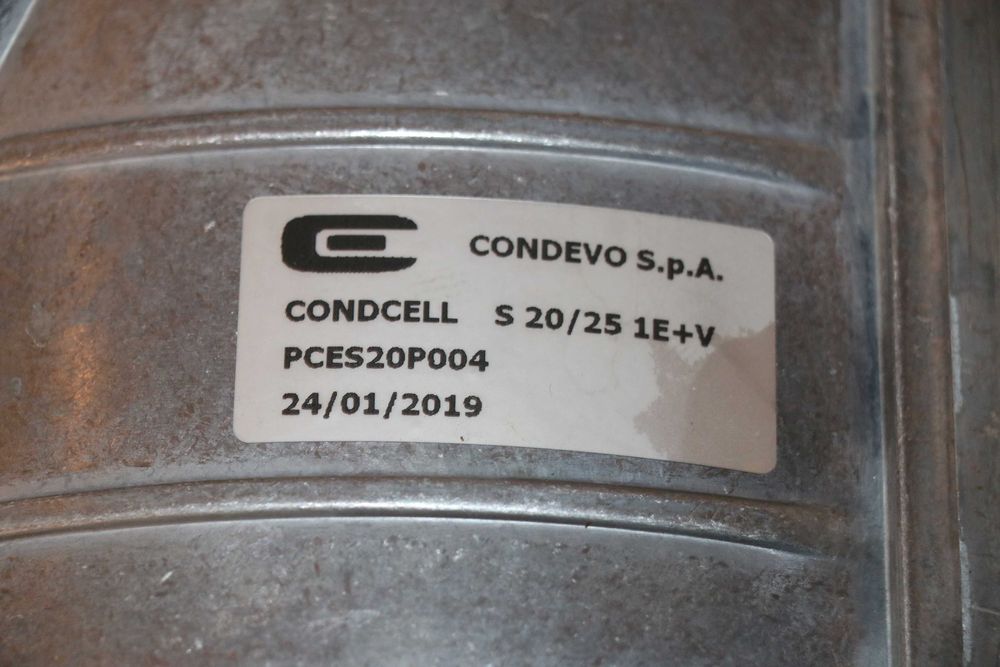 CONDEVO S.p.A.
CONDCELL S 20/25 1E+V
PCES20P004
24/01/2019